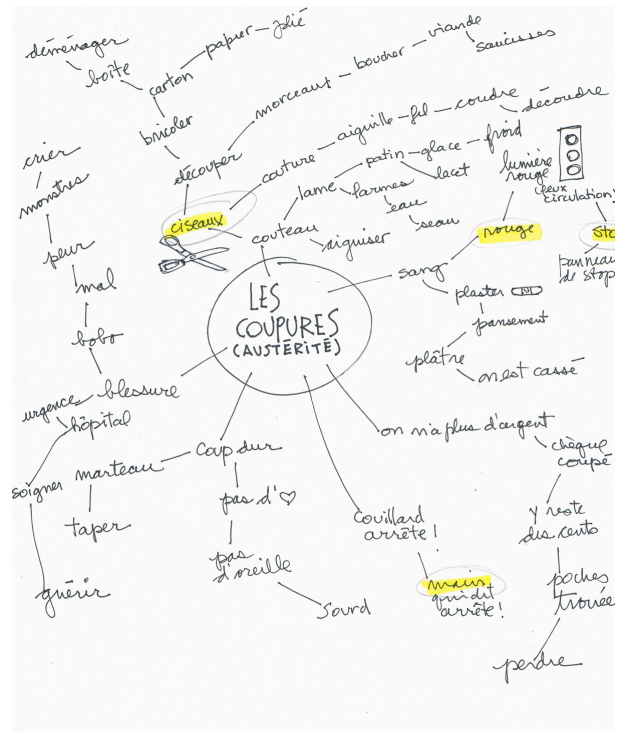 déménager
boîte
carton
papier
plié
bricoler
découper
morceaux
boucher
viande
saucisses
ciseaux
couture
aiguille
fil
coudre
découdre
couteau
lame
patin
glace
froid
lacet
larmes
eau
seau
aiguiser
crier
monstres
peur
mal
bobo
blessure
urgence
hôpital
soigner
guérir
LES
COUPURES
(AUSTÉRITÉ)
sang
rouge
lumière
rouge
feux
circulation!
sto
panneau
de stop
plaster
pansement
plâtre
on est cassé
on n'a plus d'argent
chèque
coupé
y reste
des cents
poches
trouée
perdre
Couillard
arrête!
mains
qui dit
arrête!
Coup dur
marteau
taper
pas d'♡
pas
d'oreille
Sourd